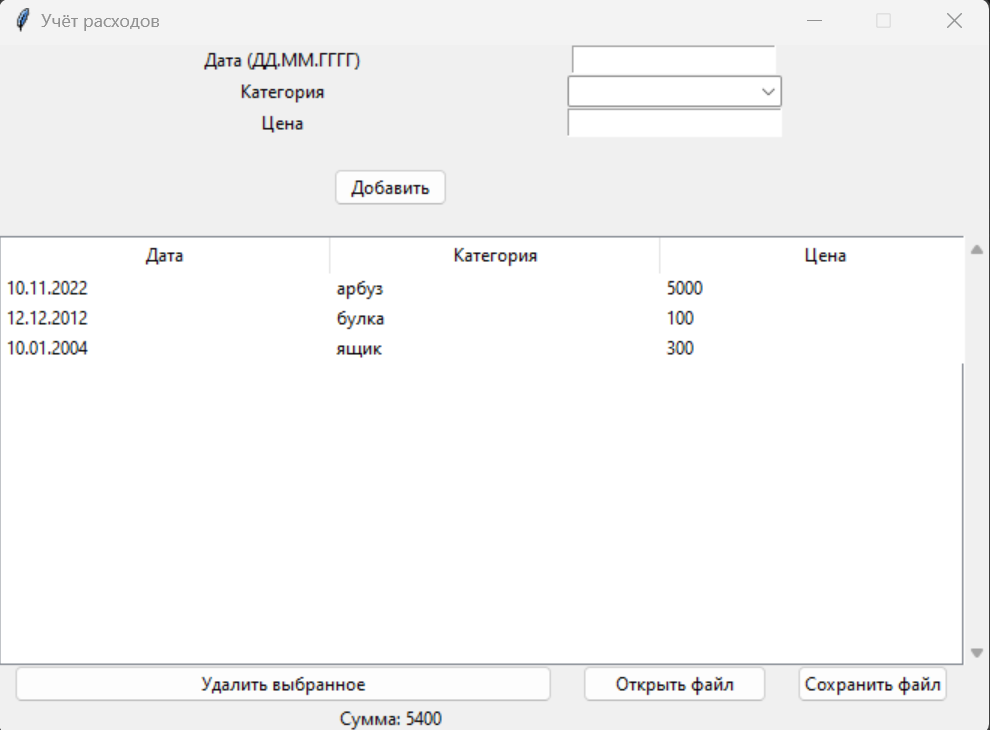 Учёт расходов
Дата (ДД.ММ.ГГГГ)
Категория
Цена
Добавить
Дата Категория Цена
10.11.2022 арбуз 5000
12.12.2012 булка 100
10.01.2004 ящик 300
Удалить выбранное Открыть файл Сохранить файл
Сумма: 5400